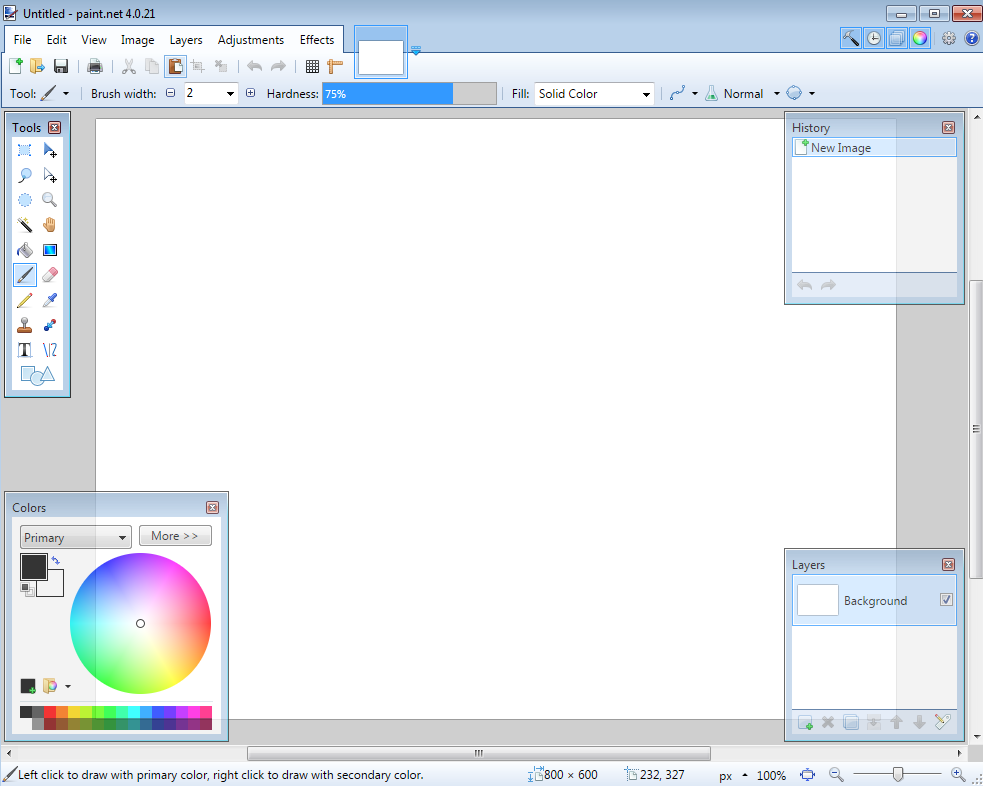 Untitled - paint.net 4.0.21
File Edit View Image Layers Adjustments Effects
Tool: Brush width: 2 Hardness: 75% Fill: Solid Color Normal
Tools
History
New Image
Colors
Primary More >>
Layers
Background
Left click to draw with primary color, right click to draw with secondary color. 800 × 600 232, 327 px 100%